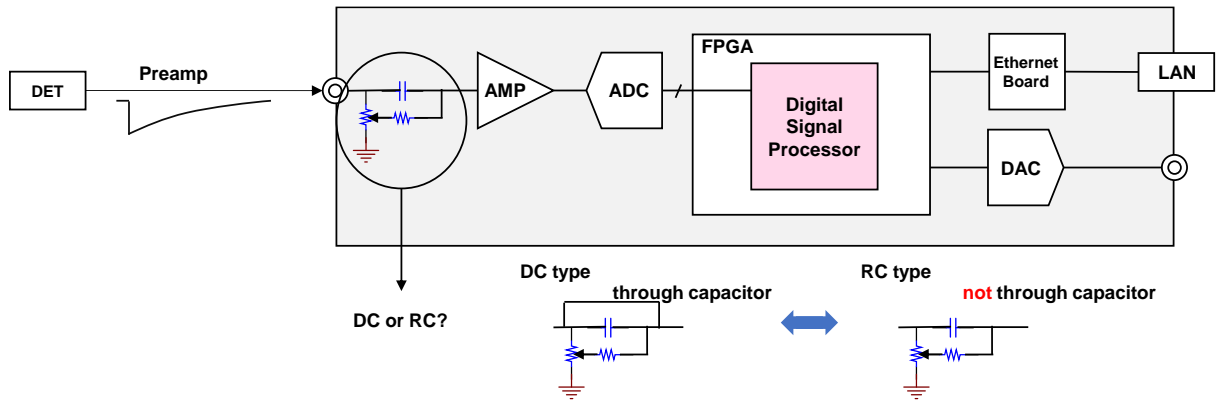 DET
Preamp
AMP
ADC
FPGA
Digital
Signal
Processor
Ethernet
Board
LAN
DAC
DC or RC?
DC type
through capacitor
RC type
not through capacitor